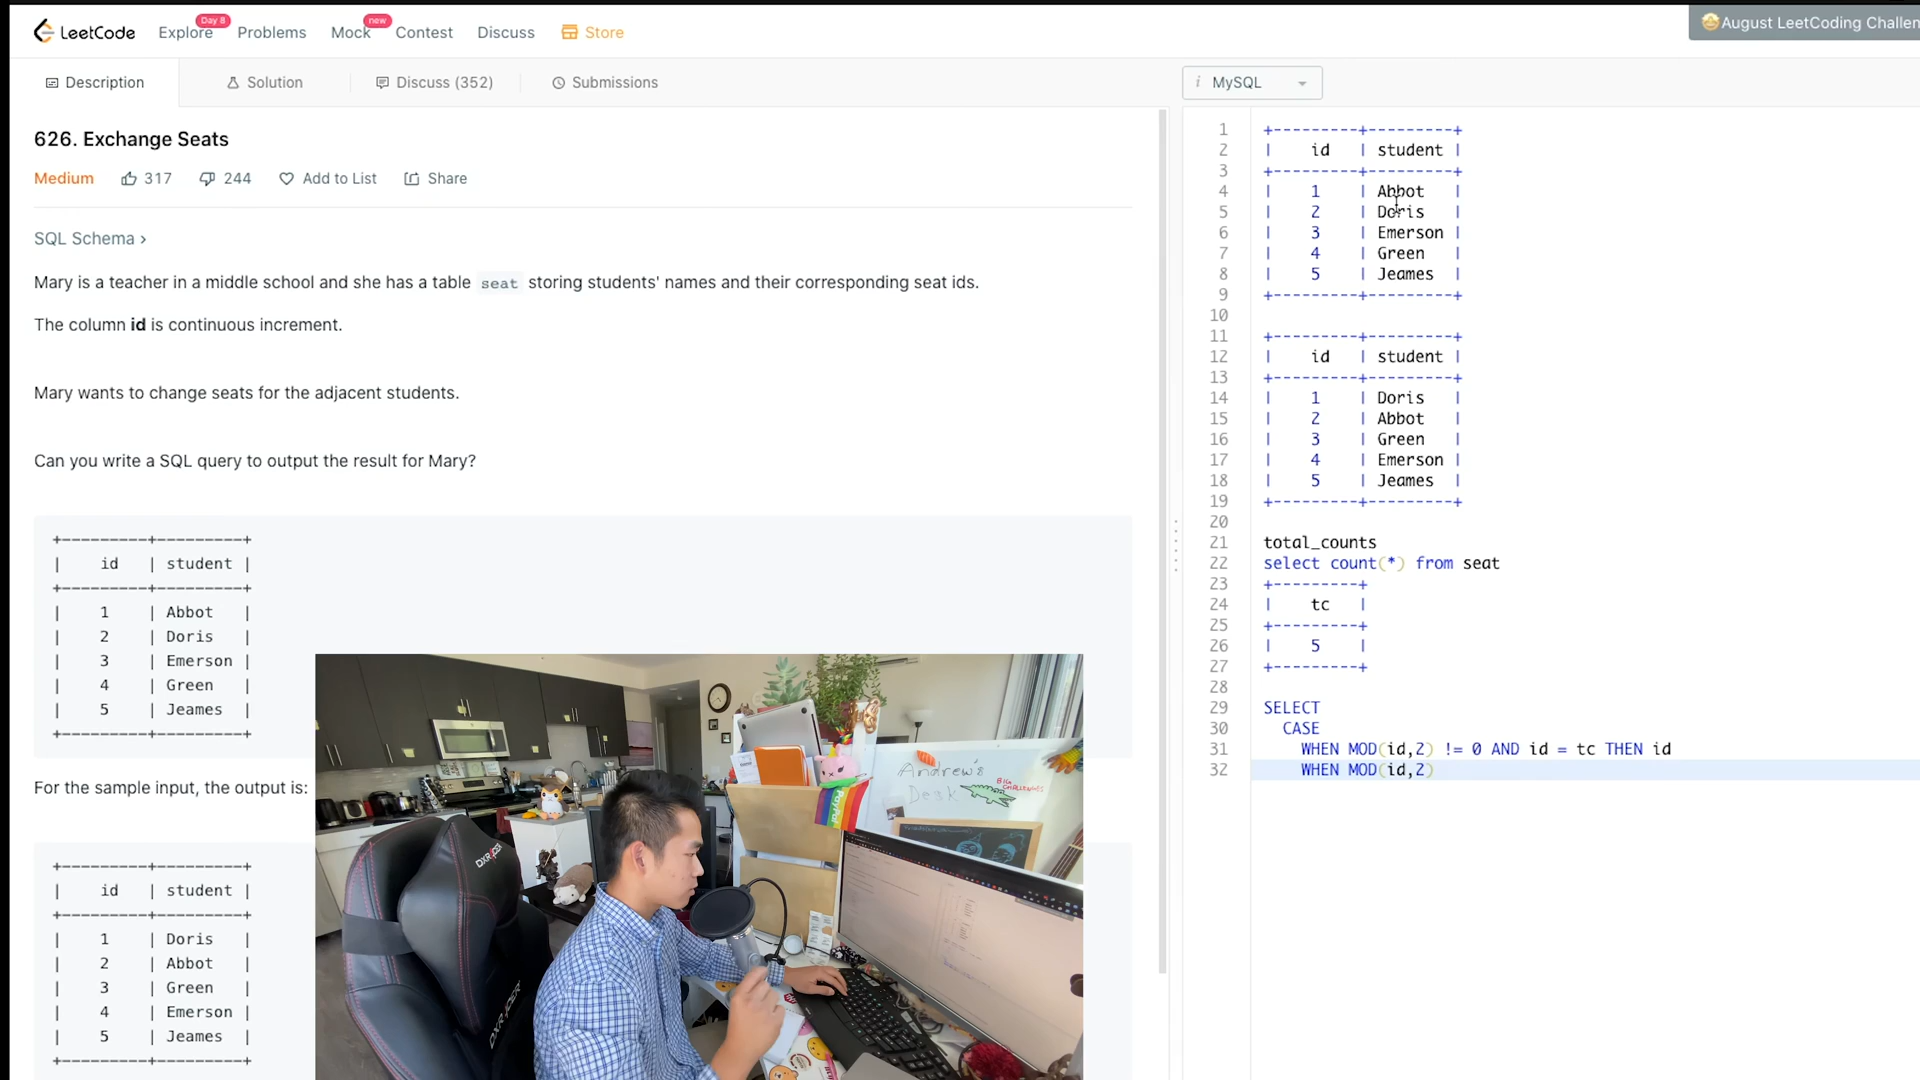 LeetCode Explore Day 8 Problems Mock new Contest Discuss Store
August LeetCoding Challen
Description Solution Discuss (352) Submissions
i MySQL
626. Exchange Seats
Medium 317 244 Add to List Share
SQL Schema >
Mary is a teacher in a middle school and she has a table seat storing students' names and their corresponding seat ids.
The column id is continuous increment.
Mary wants to change seats for the adjacent students.
Can you write a SQL query to output the result for Mary?
+---------+---------+
|    id   | student |
+---------+---------+
|    1    | Abbot   |
|    2    | Doris   |
|    3    | Emerson |
|    4    | Green   |
|    5    | Jeames  |
+---------+---------+
For the sample input, the output is:
+---------+---------+
|    id   | student |
+---------+---------+
|    1    | Doris   |
|    2    | Abbot   |
|    3    | Green   |
|    4    | Emerson |
|    5    | Jeames  |
+---------+---------+
1 +---------+---------+
2 |    id   | student |
3 +---------+---------+
4 |    1    | Abbot   |
5 |    2    | Doris   |
6 |    3    | Emerson |
7 |    4    | Green   |
8 |    5    | Jeames  |
9 +---------+---------+
10
11 +---------+---------+
12 |    id   | student |
13 +---------+---------+
14 |    1    | Doris   |
15 |    2    | Abbot   |
16 |    3    | Green   |
17 |    4    | Emerson |
18 |    5    | Jeames  |
19 +---------+---------+
20
21 total_counts
22 select count(*) from seat
23 +---------+
24 |    tc   |
25 +---------+
26 |    5    |
27 +---------+
28
29 SELECT
30   CASE
31     WHEN MOD(id,2) != 0 AND id = tc THEN id
32     WHEN MOD(id,2)
Andrew's
Desk
BIG
CHALLENGES
PayPal
DXRACER
DXRACER